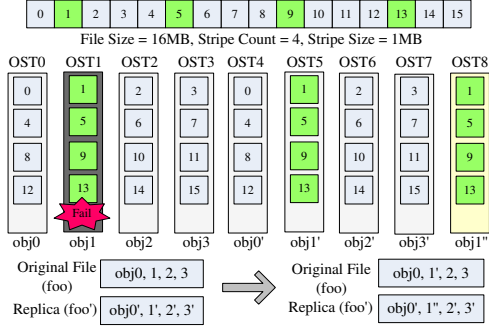 0 1 2 3 4 5 6 7 8 9 10 11 12 13 14 15
File Size = 16MB, Stripe Count = 4, Stripe Size = 1MB
OST0 OST1 OST2 OST3 OST4 OST5 OST6 OST7 OST8
0 1 2 3 0 1 2 3 1
4 5 6 7 4 5 6 7 5
8 9 10 11 8 9 10 11 9
12 13 14 15 12 13 14 15 13
Fail
obj0 obj1 obj2 obj3 obj0' obj1' obj2' obj3' obj1"
Original File obj0, 1, 2, 3 Original File obj0, 1', 2, 3
(foo) (foo)
Replica (foo') obj0', 1', 2', 3' Replica (foo') obj0', 1", 2', 3'